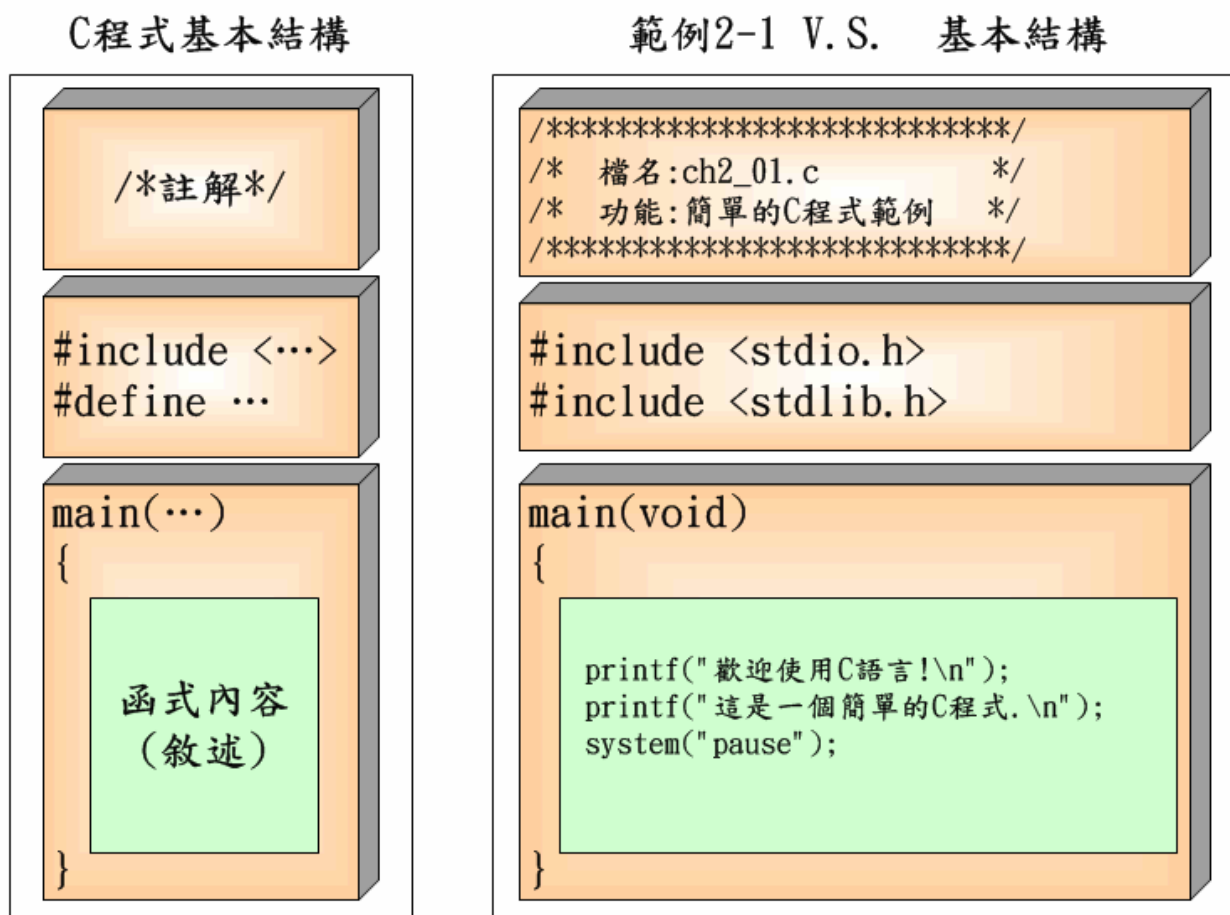 C程式基本結構
/*註解*/
#include <…>
#define …
main(…)
{
函式內容
(敘述)
}
範例2-1 V.S. 基本結構
/***************************/
/* 檔名:ch2_01.c */
/* 功能:簡單的C程式範例 */
/***************************/
#include <stdio.h>
#include <stdlib.h>
main(void)
{
printf("歡迎使用C語言!\n");
printf("這是一個簡單的C程式.\n");
system("pause");
}